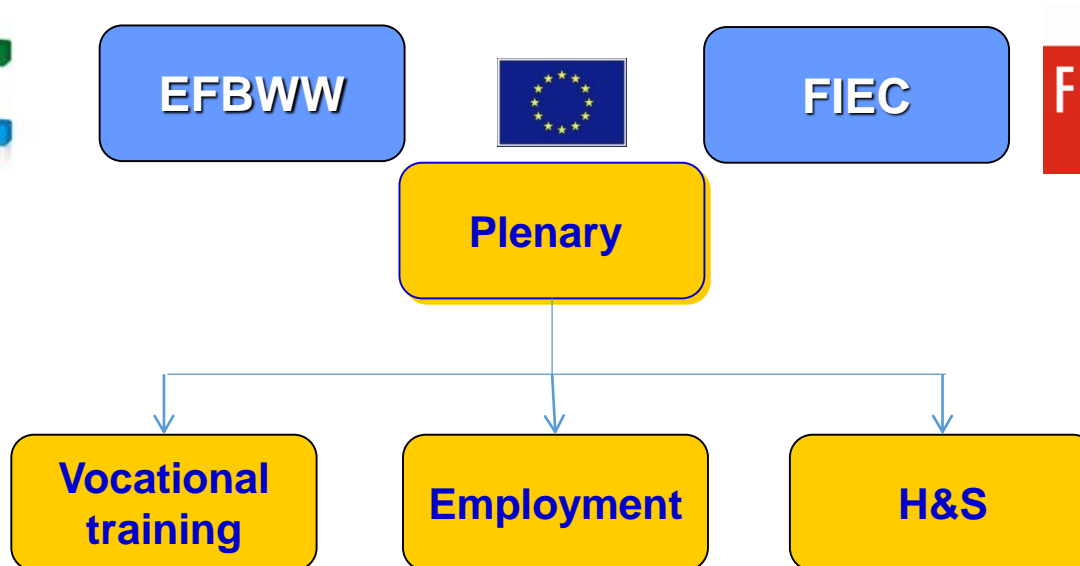 EFBWW
FIEC
F
Plenary
Vocational
training
Employment
H&S